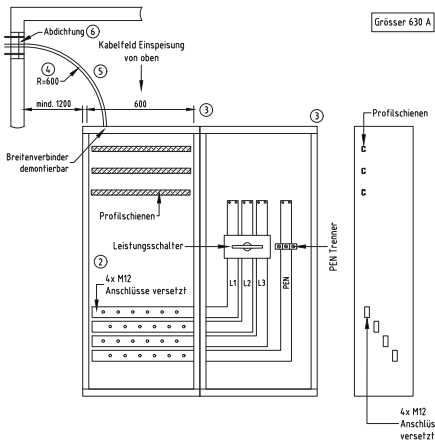 Grösser 630 A
Abdichtung 6
Kabelfeld Einspeisung
von oben
4
5
R=600
mind. 1200
600
3
3
Profilschienen
Breitenverbinder
demontierbar
Profilschienen
Leistungsschalter
PEN Trenner
2
4x M12
Anschlüsse versetzt
L1
L2
L3
PEN
4x M12
Anschlüs
versetzt